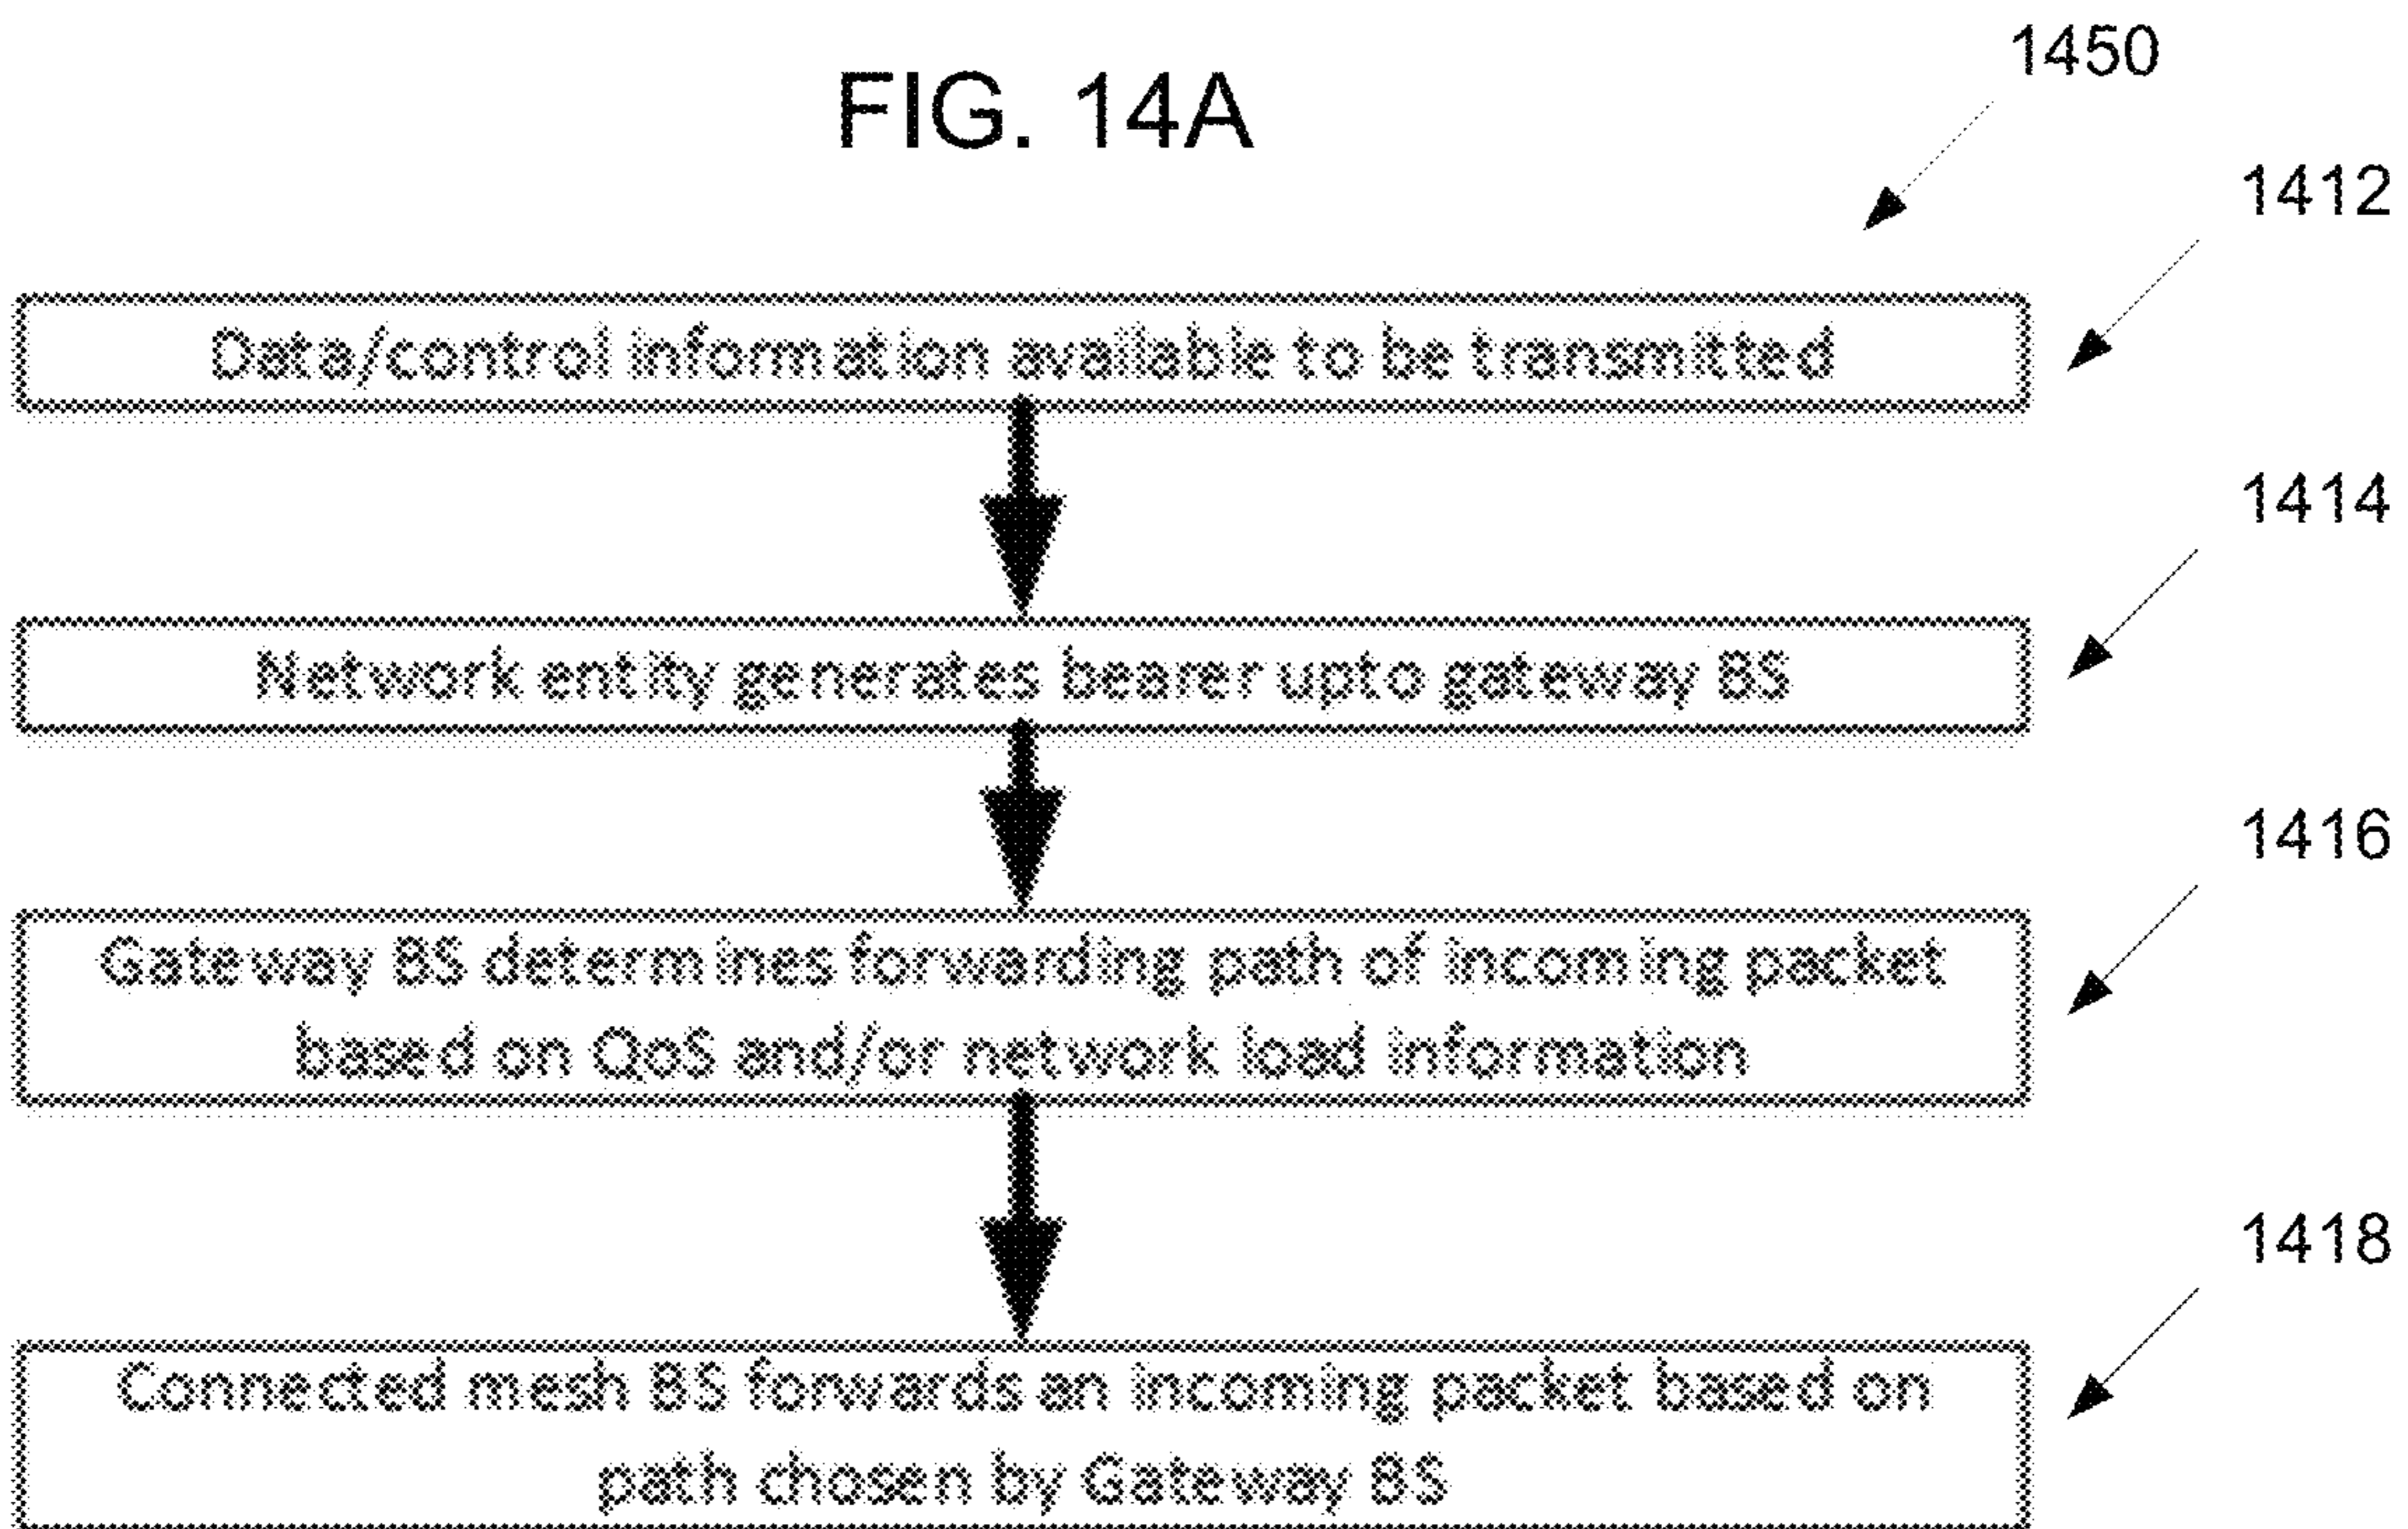 1450
FIG. 14A
1412
Data/control information available to be transmitted
1414
Network entity generates bearer upto gateway BS
1416
Gateway BS determines forwarding path of incoming packet
based on QoS and/or network load information
1418
Connected mesh BS forwards an incoming packet based on
path chosen by Gateway BS